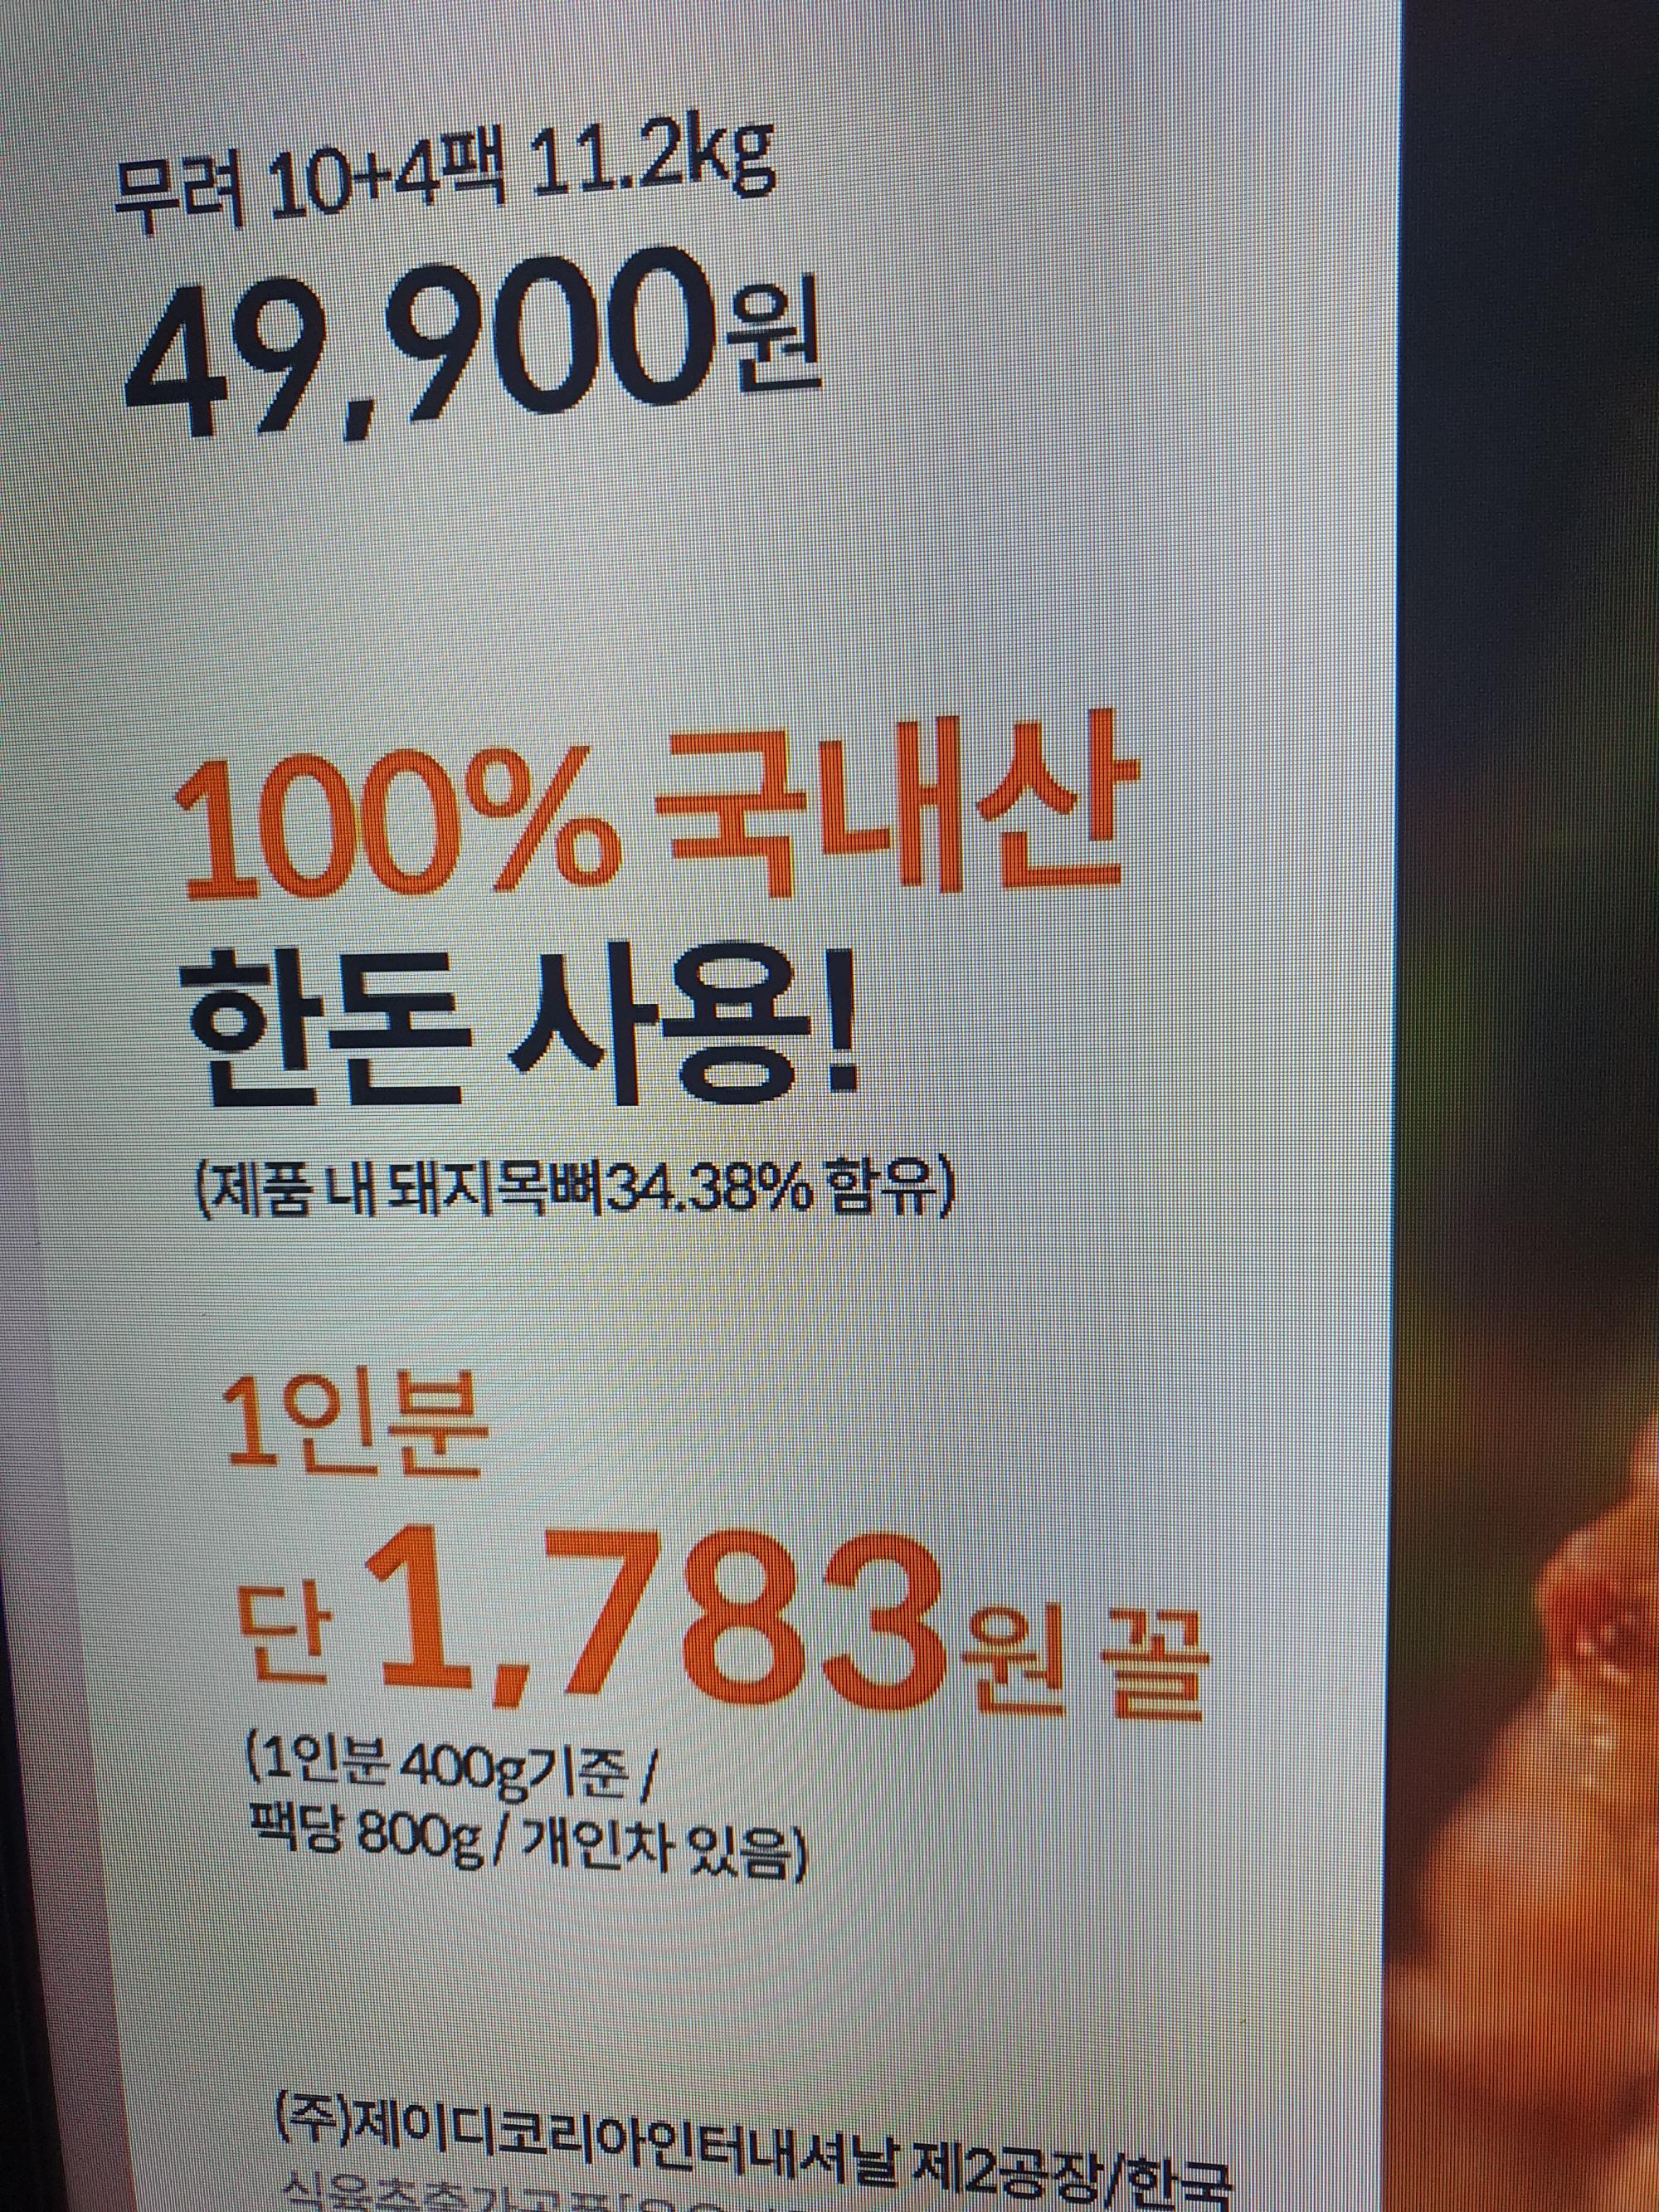 무려 10+4팩 11.2kg
49,900원
100% 국내산
한돈 사용!
(제품 내 돼지목뼈34.38% 함유)
1인분
단 1,783원 꼴
(1인분 400g기준 /
팩당 800g / 개인차 있음)
(주)제이디코리아인터내셔날 제2공장/한국